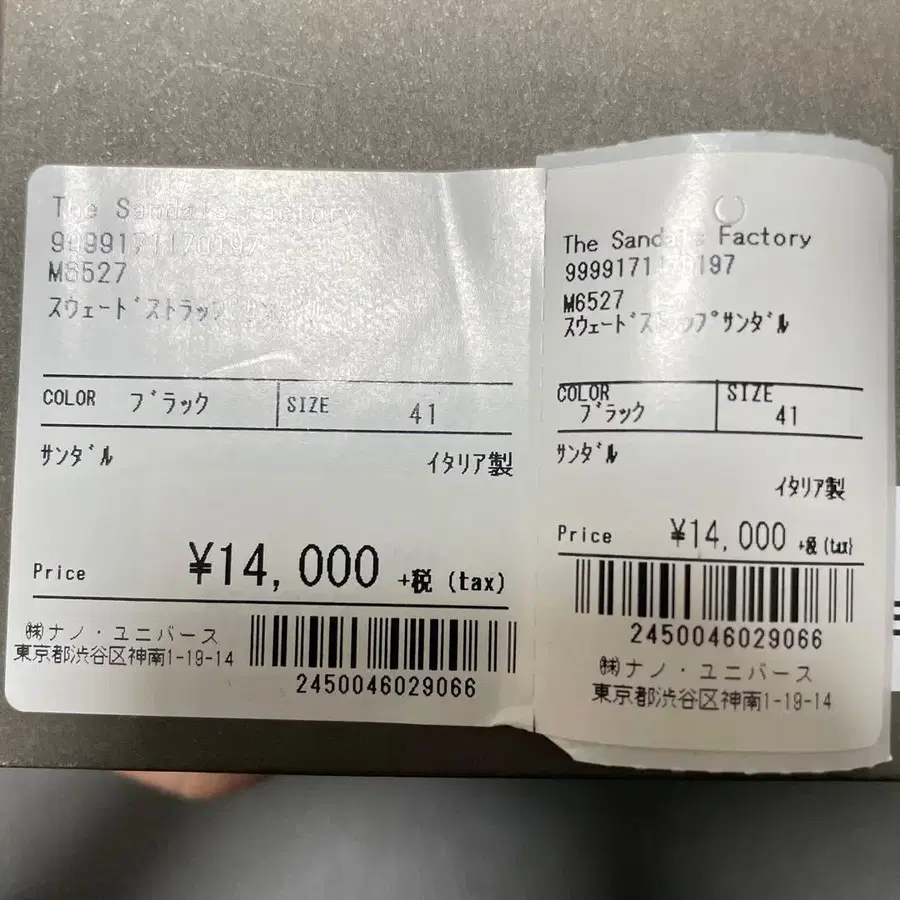 The Sandals Factory
9999171170197
M6527
スウェードストラップ
COLOR ブラック SIZE 41
サンダル
イタリア製
Price ¥14,000 +税 (tax)
㈱ナノ・ユニバース
東京都渋谷区神南1-19-14
2450046029066
The Sandals Factory
9999171170197
M6527
スウェードストラップサンダル
COLOR SIZE
ブラック 41
サンダル
イタリア製
Price ¥14,000 +税 (tax)
2450046029066
㈱ナノ・ユニバース
東京都渋谷区神南1-19-14